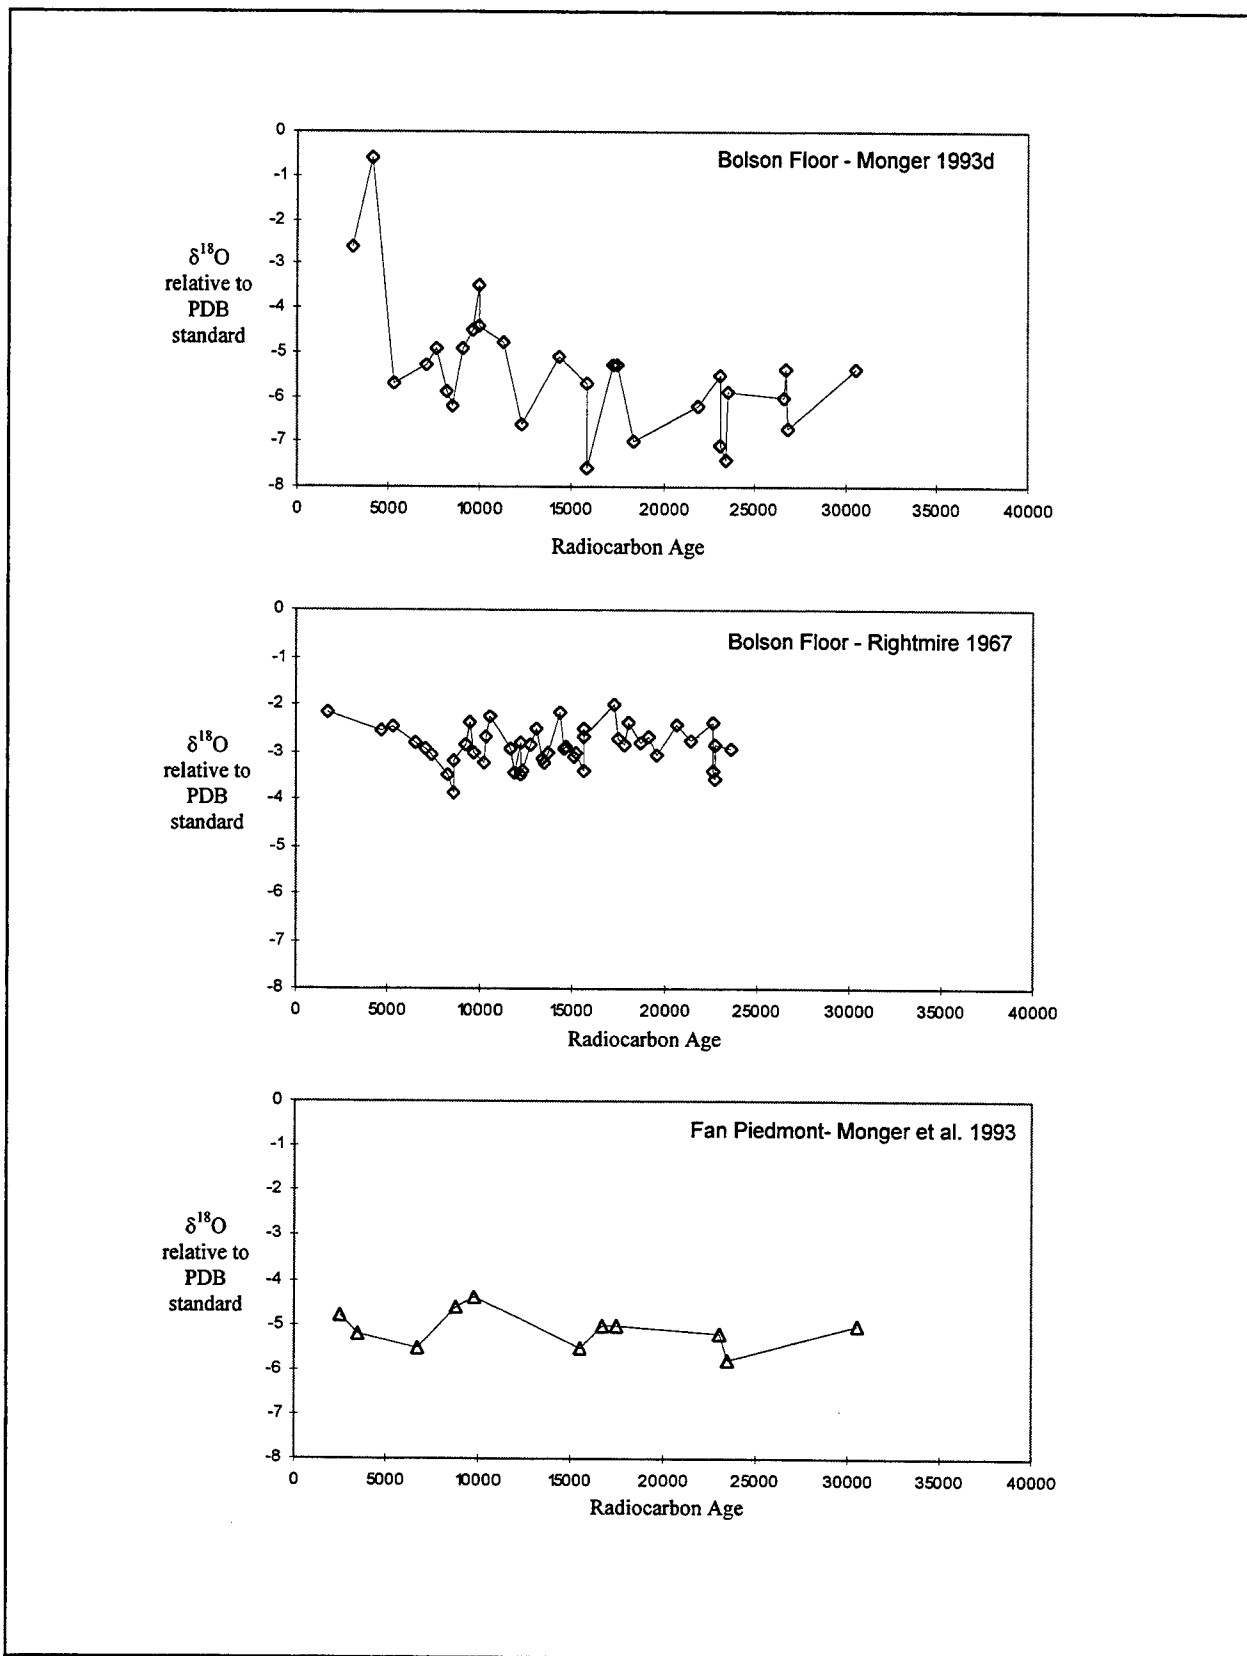 Bolson Floor - Monger 1993d
0
-1
-2
-3
-4
-5
-6
-7
-8
δ¹⁸O
relative to
PDB
standard
0 5000 10000 15000 20000 25000 30000 35000 40000
Radiocarbon Age
Bolson Floor - Rightmire 1967
0
-1
-2
-3
-4
-5
-6
-7
-8
δ¹⁸O
relative to
PDB
standard
0 5000 10000 15000 20000 25000 30000 35000 40000
Radiocarbon Age
Fan Piedmont- Monger et al. 1993
0
-1
-2
-3
-4
-5
-6
-7
-8
δ¹⁸O
relative to
PDB
standard
0 5000 10000 15000 20000 25000 30000 35000 40000
Radiocarbon Age